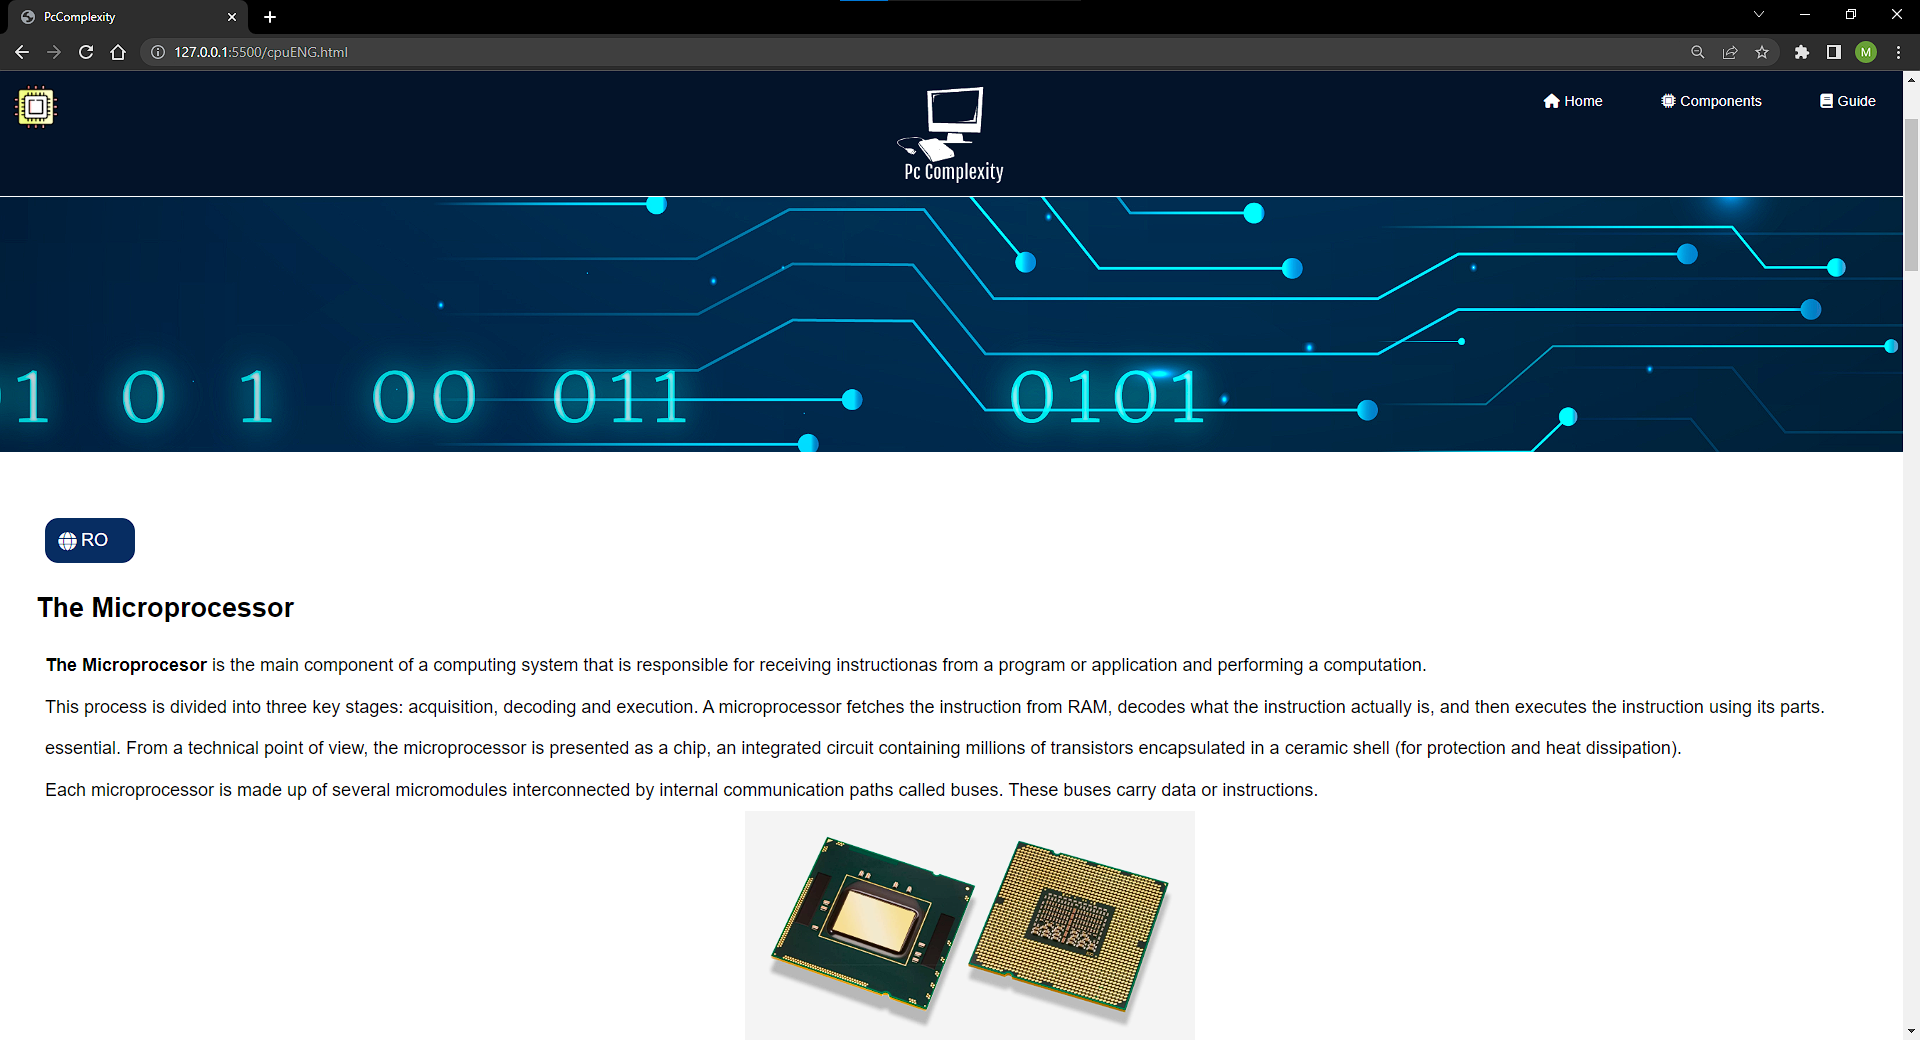 PcComplexity
127.0.0.1:5500/cpuENG.html
M
Home
Components
Guide
Pc Complexity
01 0 1 00 011 0101
RO
The Microprocessor
The Microprocesor is the main component of a computing system that is responsible for receiving instructionas from a program or application and performing a computation.
This process is divided into three key stages: acquisition, decoding and execution. A microprocessor fetches the instruction from RAM, decodes what the instruction actually is, and then executes the instruction using its parts.
essential. From a technical point of view, the microprocessor is presented as a chip, an integrated circuit containing millions of transistors encapsulated in a ceramic shell (for protection and heat dissipation).
Each microprocessor is made up of several micromodules interconnected by internal communication paths called buses. These buses carry data or instructions.